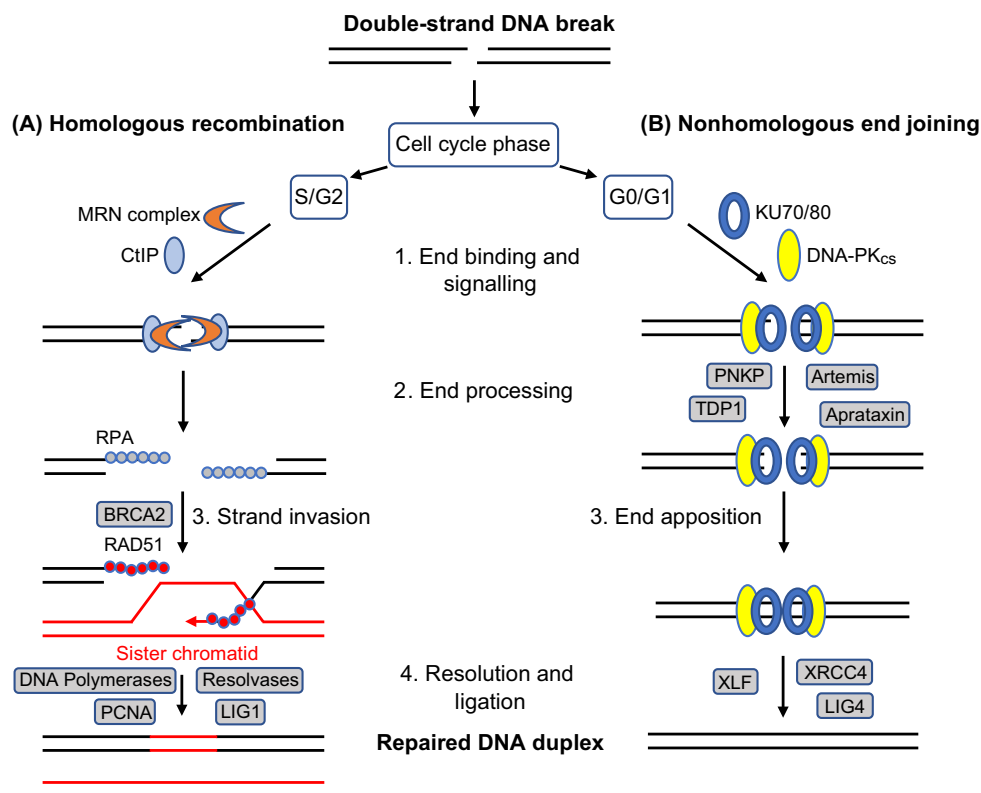 Double-strand DNA break
(A) Homologous recombination
(B) Nonhomologous end joining
Cell cycle phase
S/G2
G0/G1
MRN complex
CtIP
KU70/80
DNA-PKcs
1. End binding and
signalling
2. End processing
PNKP
Artemis
TDP1
Aprataxin
RPA
BRCA2
3. Strand invasion
3. End apposition
RAD51
Sister chromatid
DNA Polymerases
Resolvases
PCNA
LIG1
4. Resolution and
ligation
XLF
XRCC4
LIG4
Repaired DNA duplex